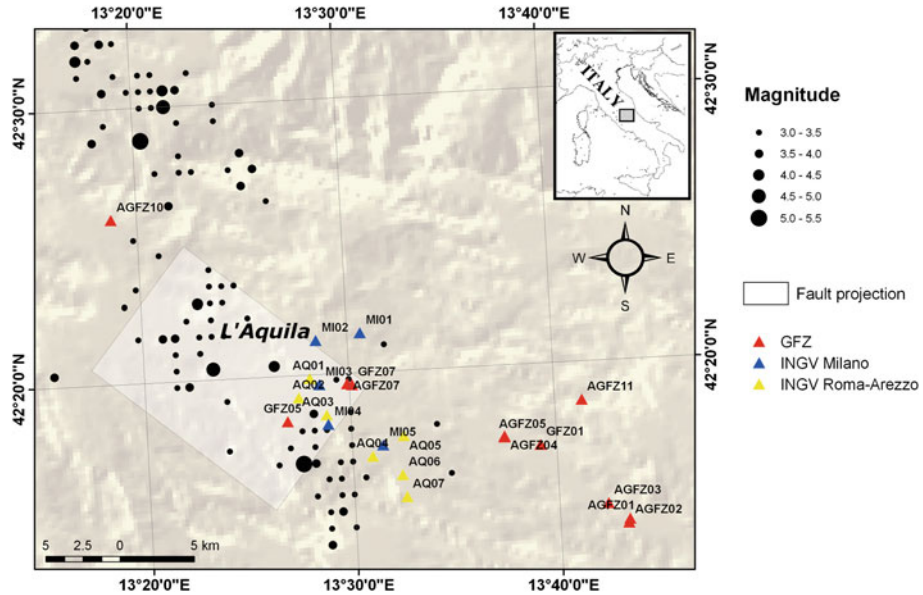 13°20'0"E
13°30'0"E
13°40'0"E
42°30'0"N
42°30'0"N
ITALY
Magnitude
3.0 - 3.5
3.5 - 4.0
4.0 - 4.5
4.5 - 5.0
5.0 - 5.5
AGFZ10
N
W
E
S
Fault projection
L'Aquila
MI02
MI01
GFZ
INGV Milano
INGV Roma-Arezzo
42°20'0"N
42°20'0"N
AQ01
MI03
GFZ07
AQ02
AGFZ07
AGFZ11
GFZ05
AQ03
MI04
AGFZ05
GFZ01
AGFZ04
MI05
AQ04
AQ05
AQ06
AQ07
AGFZ03
AGFZ01
AGFZ02
5 2.5 0 5 km
13°20'0"E
13°30'0"E
13°40'0"E